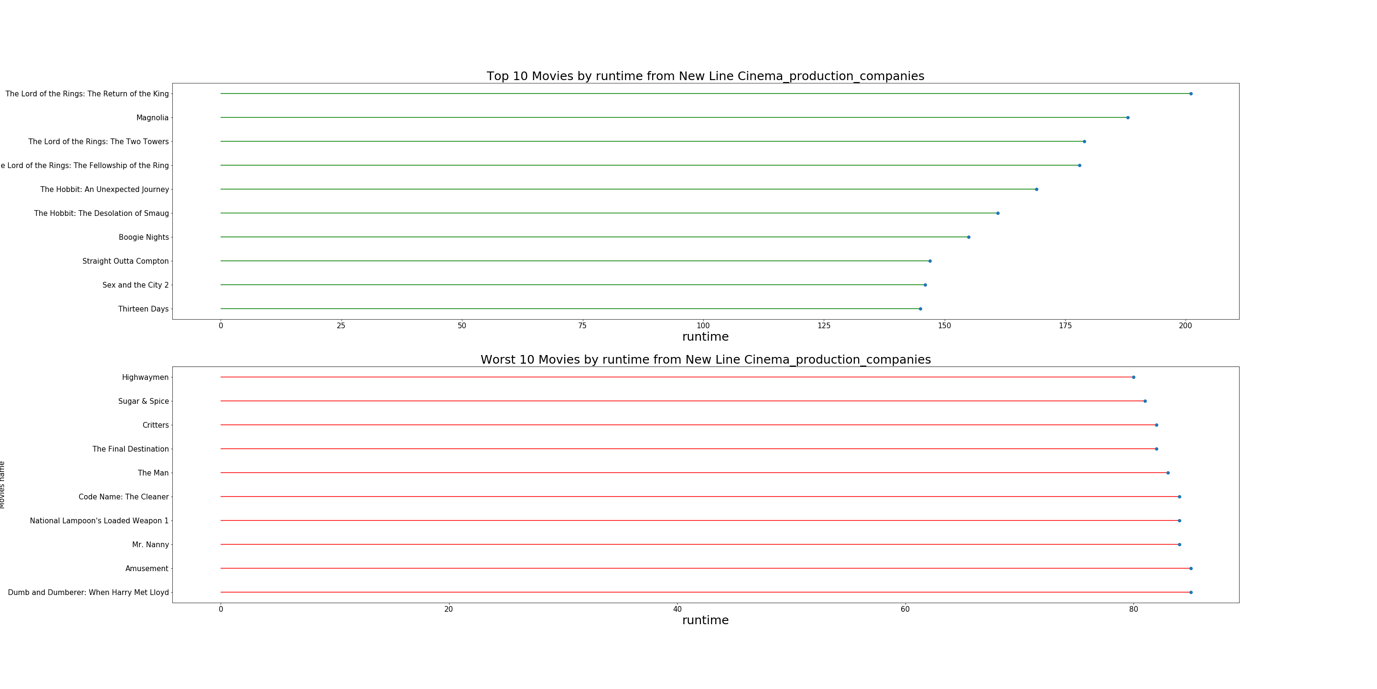 Top 10 Movies by runtime from New Line Cinema_production_companies
The Lord of the Rings: The Return of the King
Magnolia
The Lord of the Rings: The Two Towers
e Lord of the Rings: The Fellowship of the Ring
The Hobbit: An Unexpected Journey
The Hobbit: The Desolation of Smaug
Boogie Nights
Straight Outta Compton
Sex and the City 2
Thirteen Days
0 25 50 75 100 125 150 175 200
runtime
Worst 10 Movies by runtime from New Line Cinema_production_companies
Highwaymen
Sugar & Spice
Critters
The Final Destination
The Man
Movies name
Code Name: The Cleaner
National Lampoon's Loaded Weapon 1
Mr. Nanny
Amusement
Dumb and Dumberer: When Harry Met Lloyd
0 20 40 60 80
runtime